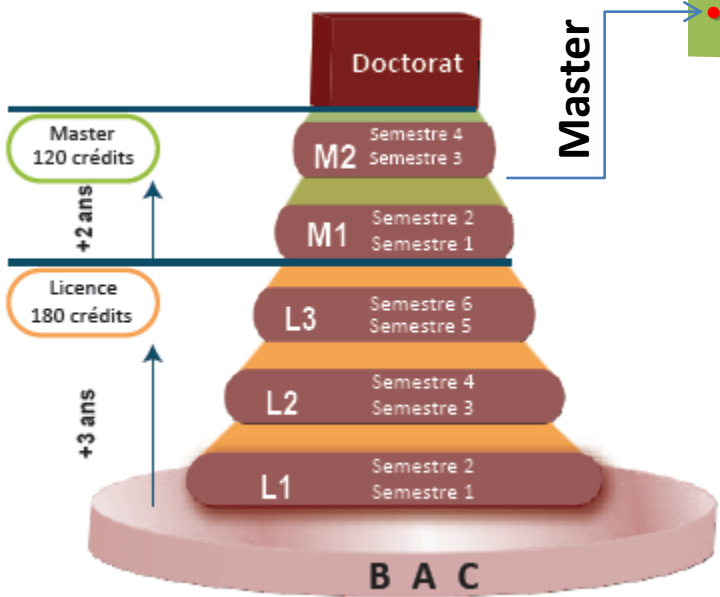 Doctorat
Master
Master
120 crédits
M2
Semestre 4
Semestre 3
+2 ans
M1
Semestre 2
Semestre 1
Licence
180 crédits
L3
Semestre 6
Semestre 5
+3 ans
L2
Semestre 4
Semestre 3
L1
Semestre 2
Semestre 1
B A C